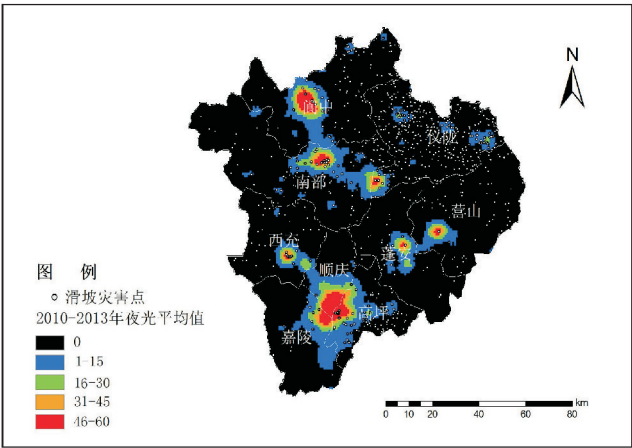 N
阆中
仪陇
南部
营山
西充
蓬安
顺庆
高坪
嘉陵
图 例
滑坡灾害点
2010-2013年夜光平均值
0
1-15
16-30
31-45
46-60
km
0 10 20 40 60 80